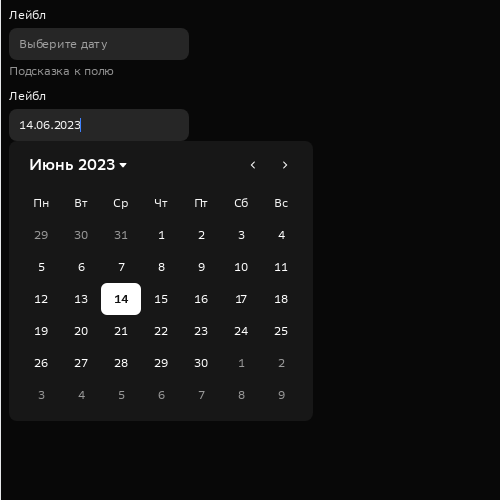 Лейбл
Выберите дату
Подсказка к полю
Лейбл
14.06.2023
Июнь 2023
Пн Вт Ср Чт Пт Сб Вс
29 30 31 1 2 3 4
5 6 7 8 9 10 11
12 13 14 15 16 17 18
19 20 21 22 23 24 25
26 27 28 29 30 1 2
3 4 5 6 7 8 9